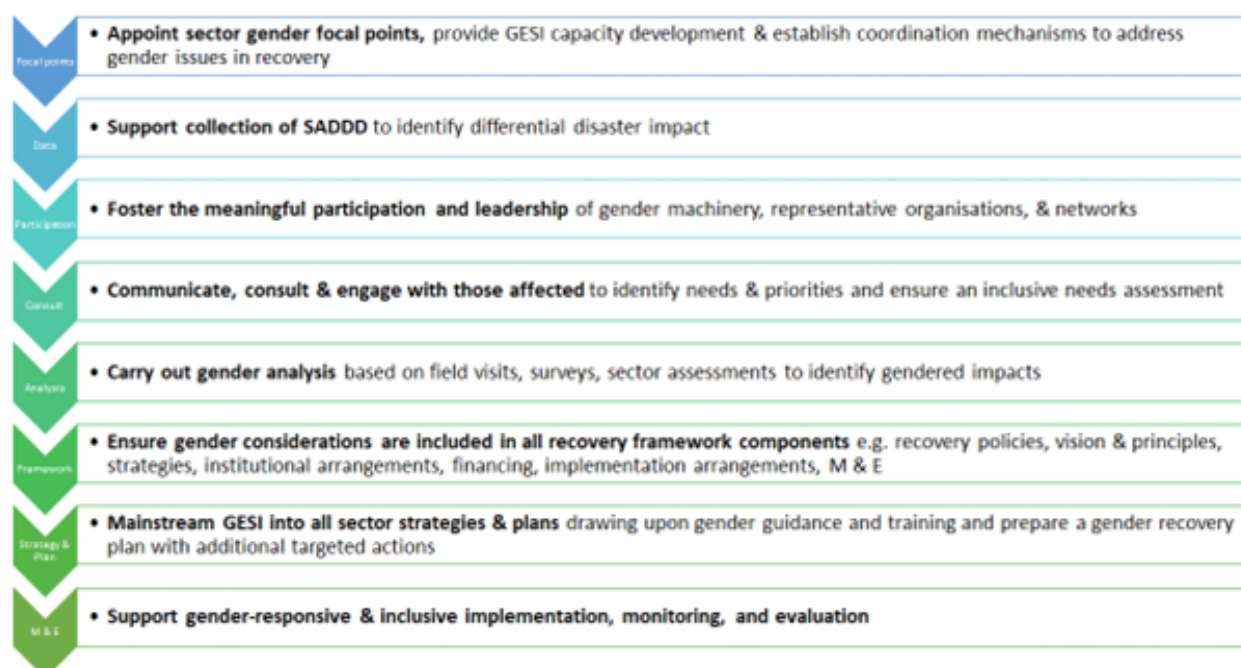 • Appoint sector gender focal points, provide GESI capacity development & establish coordination mechanisms to address
gender issues in recovery
Focal points
• Support collection of SADDD to identify differential disaster impact
Data
• Foster the meaningful participation and leadership of gender machinery, representative organisations, & networks
Participation
• Communicate, consult & engage with those affected to identify needs & priorities and ensure an inclusive needs assessment
Consult
• Carry out gender analysis based on field visits, surveys, sector assessments to identify gendered impacts
Analysis
• Ensure gender considerations are included in all recovery framework components e.g. recovery policies, vision & principles,
strategies, institutional arrangements, financing, implementation arrangements, M & E
Framework
• Mainstream GESI into all sector strategies & plans drawing upon gender guidance and training and prepare a gender recovery
plan with additional targeted actions
Strategy &
Plan
• Support gender-responsive & inclusive implementation, monitoring, and evaluation
M & E